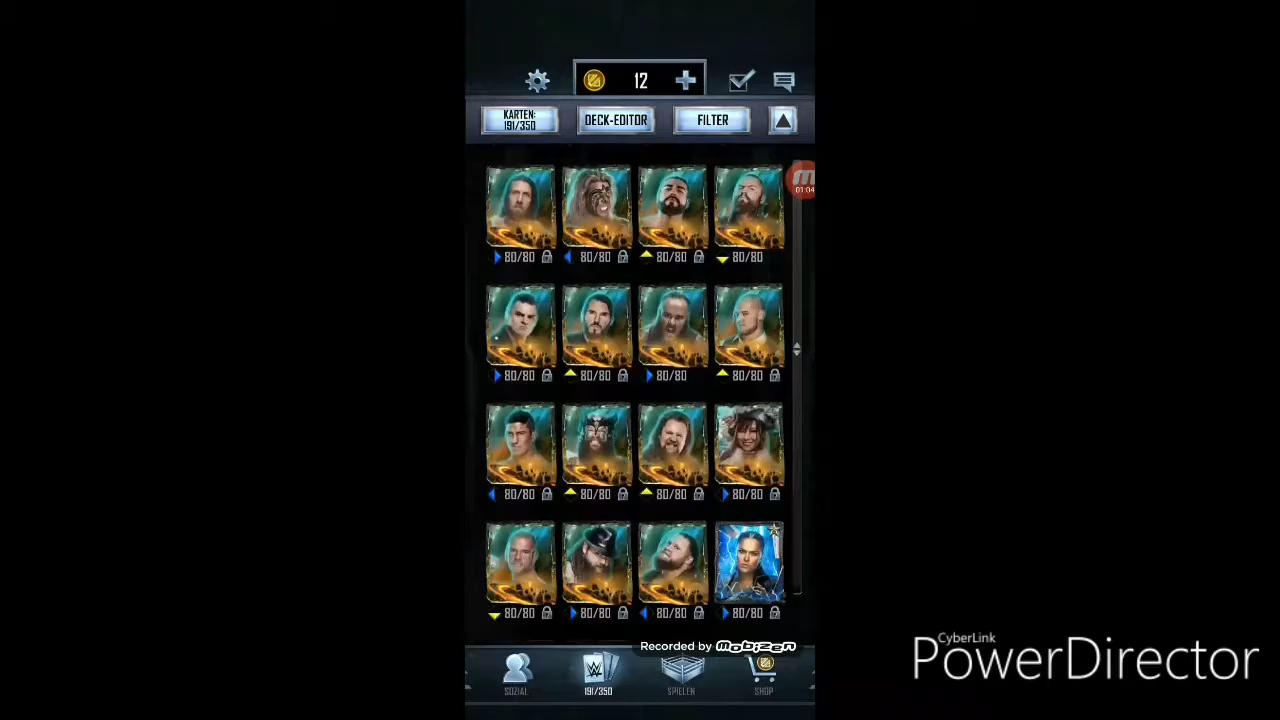 12
KARTEN:
191/350
DECK-EDITOR
FILTER
01:04
80/80 80/80 80/80 80/80
80/80 80/80 80/80 80/80
80/80 80/80 80/80 80/80
80/80 80/80 80/80 80/80
Recorded by mobizen
SOZIAL
191/350
SPIELEN
SHOP
CyberLink
PowerDirector